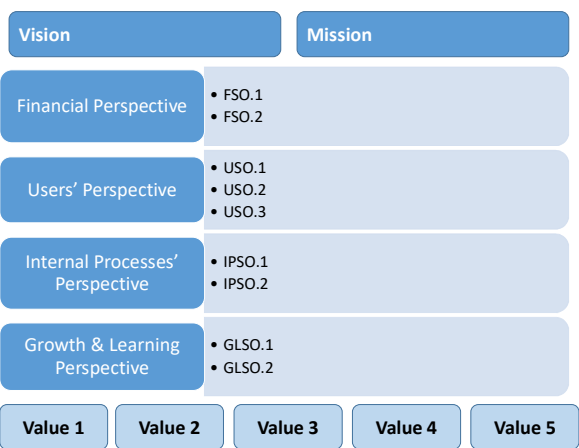 Vision
Mission
Financial Perspective
• FSO.1
• FSO.2
Users’ Perspective
• USO.1
• USO.2
• USO.3
Internal Processes’
Perspective
• IPSO.1
• IPSO.2
Growth & Learning
Perspective
• GLSO.1
• GLSO.2
Value 1
Value 2
Value 3
Value 4
Value 5